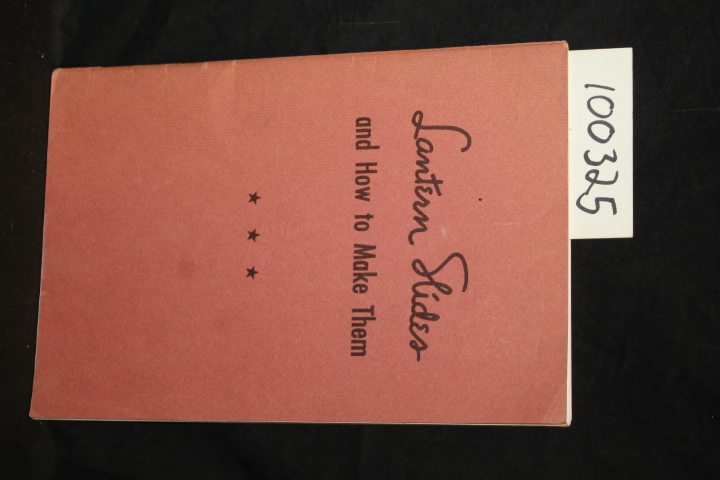 100325
Lantern Slides
and How to Make Them
★ ★ ★